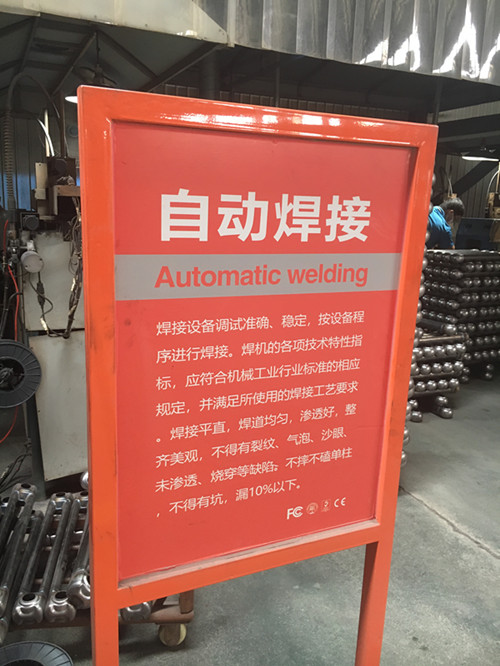 自动焊接
Automatic welding
焊接设备调试准确、稳定，按设备程
序进行焊接。焊机的各项技术特性指
标，应符合机械工业行业标准的相应
规定，并满足所使用的焊接工艺要求
。焊接平直，焊道均匀，渗透好，整
齐美观，不得有裂纹、气泡、沙眼、
未渗透、烧穿等缺陷。不摔不磕单柱
，不得有坑，漏10%以下。
FC CE